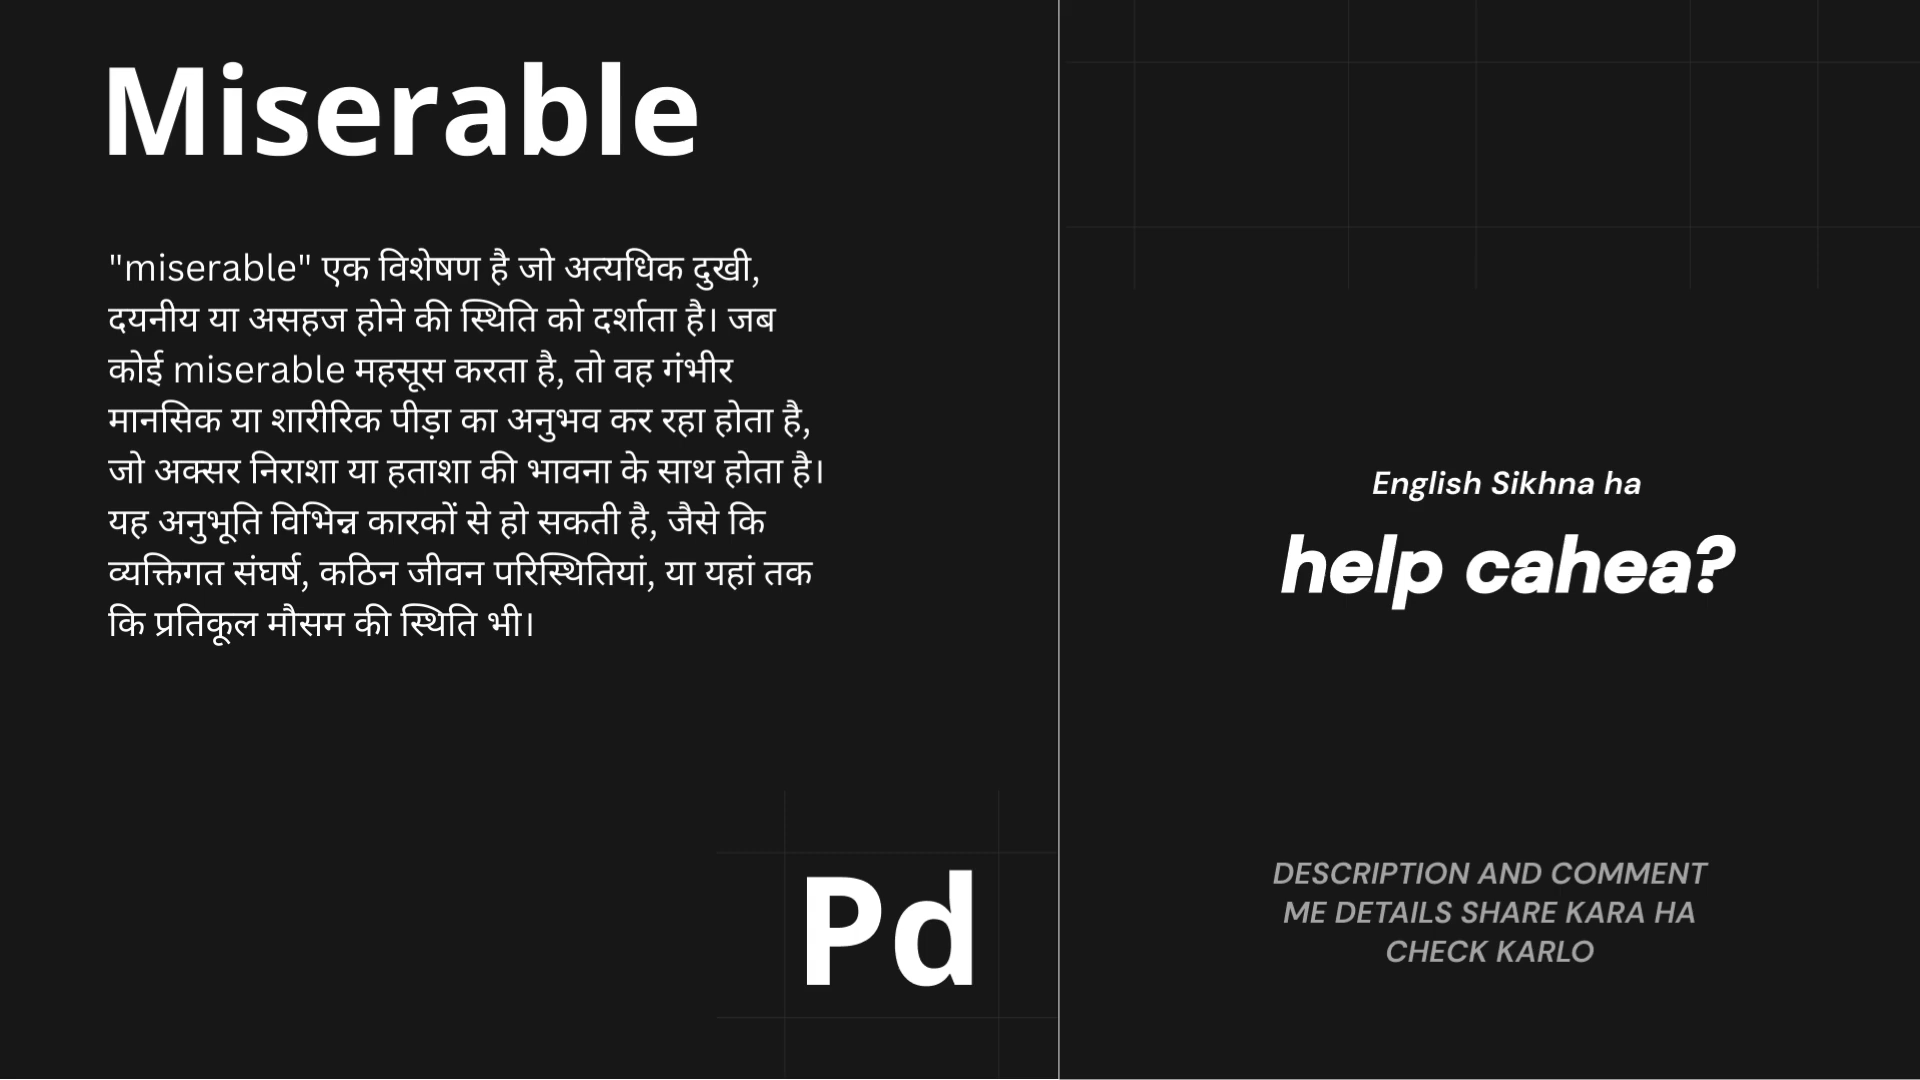 Miserable
"miserable" एक विशेषण है जो अत्यधिक दुखी,
दयनीय या असहज होने की स्थिति को दर्शाता है। जब
कोई miserable महसूस करता है, तो वह गंभीर
मानसिक या शारीरिक पीड़ा का अनुभव कर रहा होता है,
जो अक्सर निराशा या हताशा की भावना के साथ होता है।
यह अनुभूति विभिन्न कारकों से हो सकती है, जैसे कि
व्यक्तिगत संघर्ष, कठिन जीवन परिस्थितियां, या यहां तक
कि प्रतिकूल मौसम की स्थिति भी।
Pd
English Sikhna ha
help cahea?
DESCRIPTION AND COMMENT
ME DETAILS SHARE KARA HA
CHECK KARLO